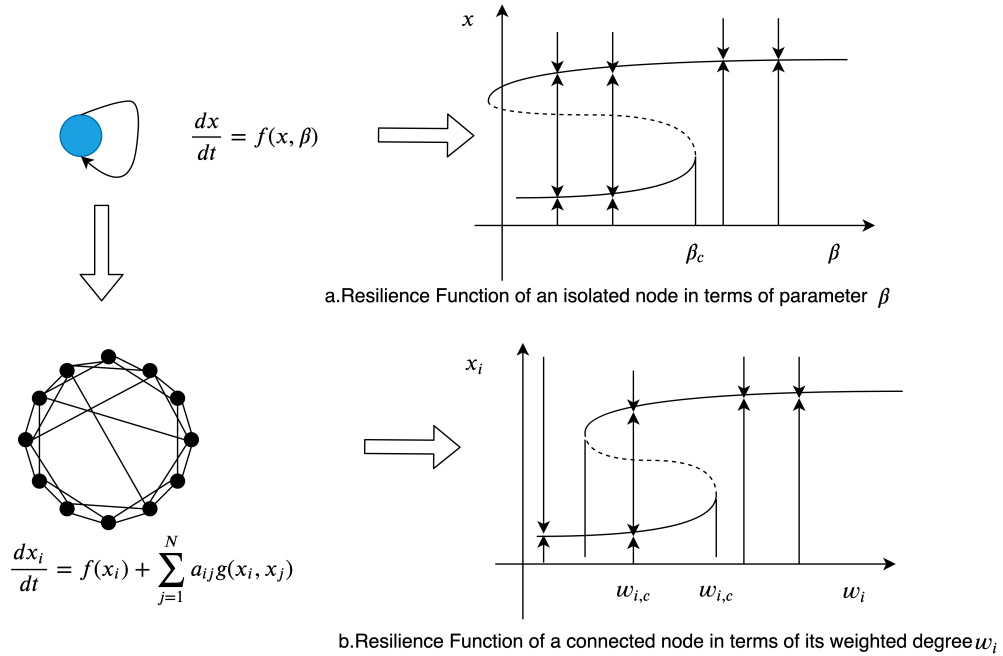 x
dx/dt = f(x, β)
β_c
β
a.Resilience Function of an isolated node in terms of parameter β
x_i
dx_i/dt = f(x_i) + ∑_{j=1}^{N} a_{ij}g(x_i, x_j)
w_{i,c}
w_{i,c}
w_i
b.Resilience Function of a connected node in terms of its weighted degree w_i